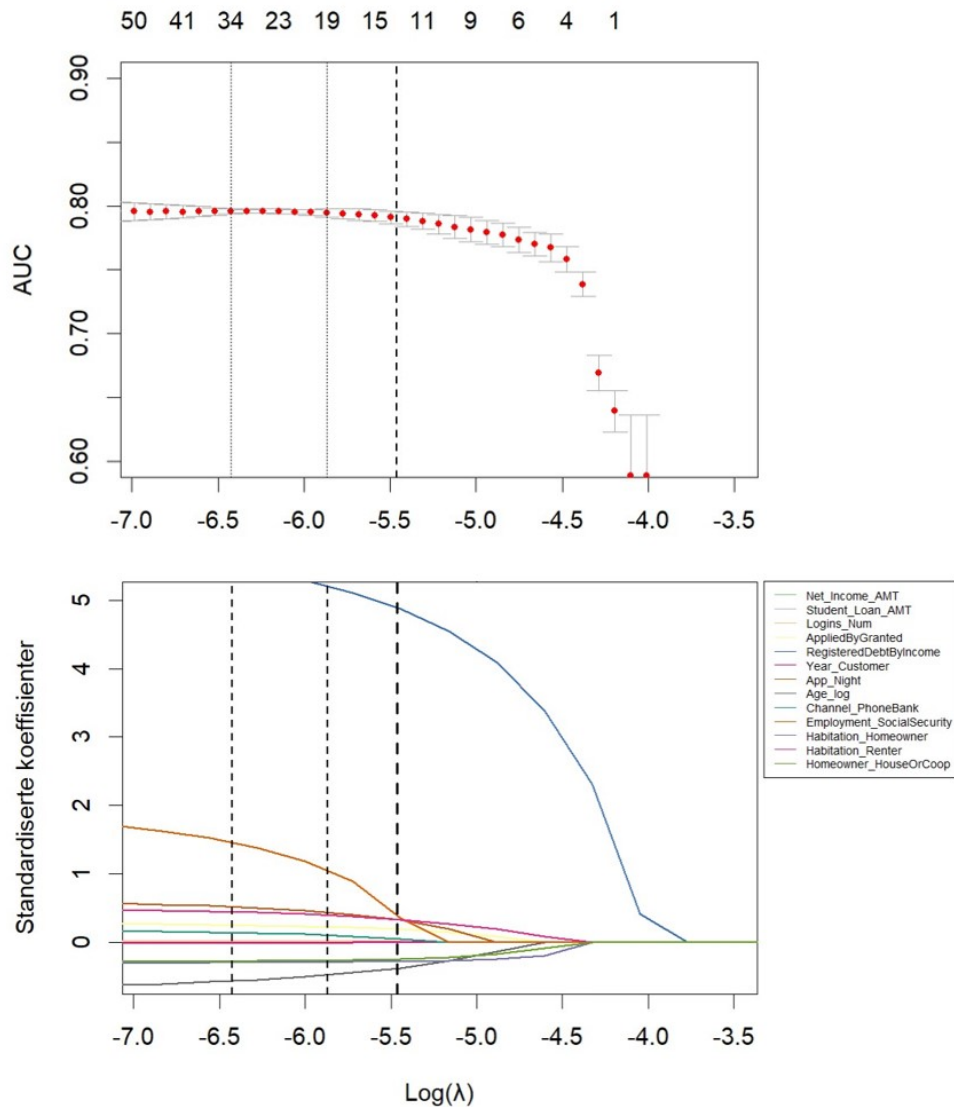 50 41 34 23 19 15 11 9 6 4 1
AUC
0.90
0.80
0.70
0.60
-7.0 -6.5 -6.0 -5.5 -5.0 -4.5 -4.0 -3.5
Standardiserte koeffisienter
5
4
3
2
1
0
-7.0 -6.5 -6.0 -5.5 -5.0 -4.5 -4.0 -3.5
Log(λ)
Net_Income_AMT
Student_Loan_AMT
Logins_Num
AppliedByGranted
RegisteredDebtByIncome
Year_Customer
App_Night
Age_log
Channel_PhoneBank
Employment_SocialSecurity
Habitation_Homeowner
Habitation_Renter
Homeowner_HouseOrCoop